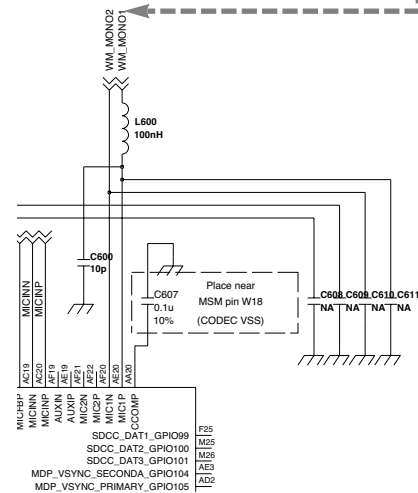 WM_MONO2
WM_MONO1
L600
100nH
C600
10p
C607
0.1u
10%
Place near
MSM pin W18
(CODEC VSS)
C608 C609 C610 C611
NA NA NA NA
MICINN
MICINP
AC19
AC20
AF19
AE19
AF21
AF22
AF20
AE20
AA20
MICFBP
MICINN
MICINP
AUXIN
AUXIP
MIC2N
MIC2P
MIC1N
MIC1P
CCOMP
SDCC_DAT1_GPIO99 F25
SDCC_DAT2_GPIO100 M25
SDCC_DAT3_GPIO101 M26
MDP_VSYNC_SECONDA_GPIO104 AE3
MDP_VSYNC_PRIMARY_GPIO105 AD2